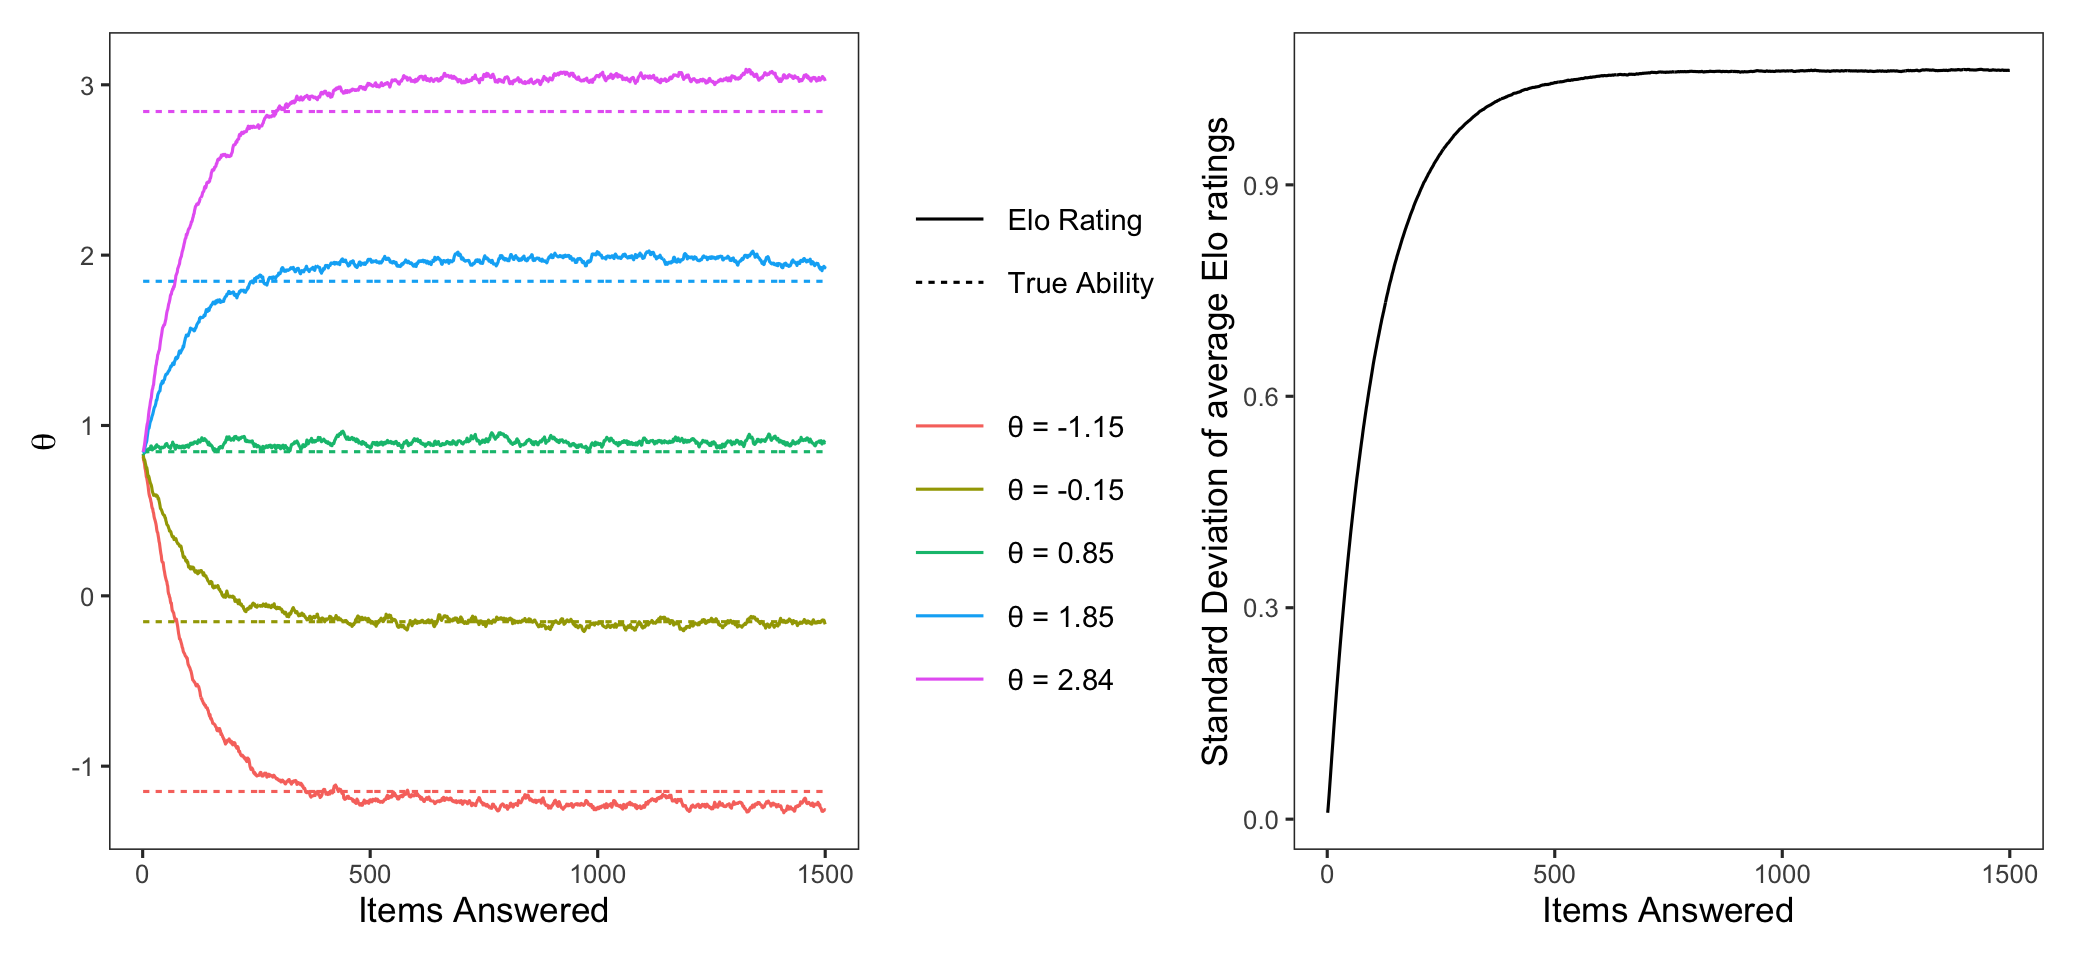 3
2
1
0
-1
θ
0
500
1000
1500
Items Answered
Elo Rating
True Ability
θ = -1.15
θ = -0.15
θ = 0.85
θ = 1.85
θ = 2.84
Standard Deviation of average Elo ratings
0.9
0.6
0.3
0.0
0
500
1000
1500
Items Answered